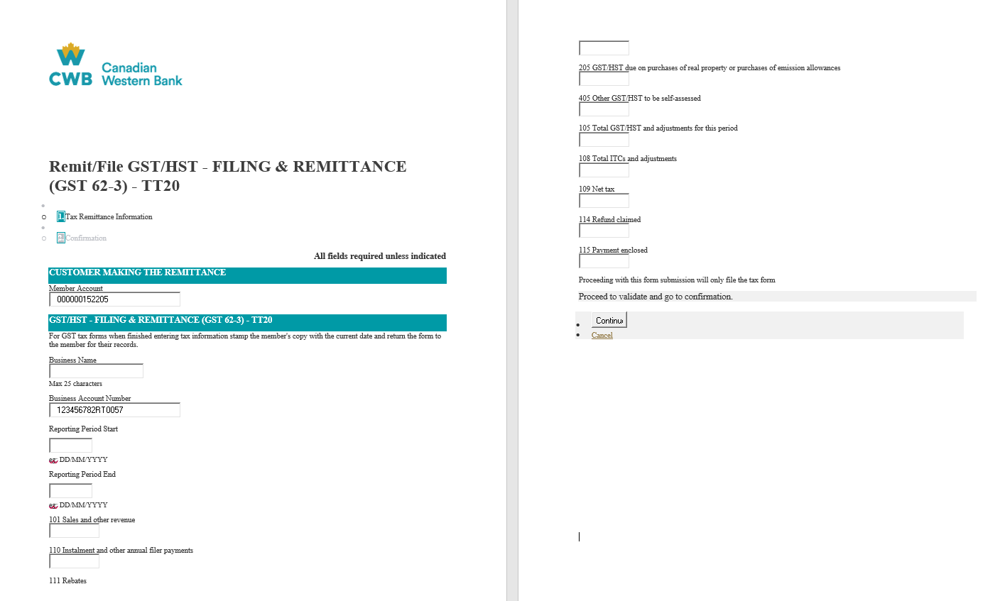 CWB
Canadian
Western Bank
Remit/File GST/HST - FILING & REMITTANCE
(GST 62-3) - TT20
1. Tax Remittance Information
2. Confirmation
All fields required unless indicated
CUSTOMER MAKING THE REMITTANCE
Member Account
000000152205
GST/HST - FILING & REMITTANCE (GST 62-3) - TT20
For GST tax forms when finished entering tax information stamp the member's copy with the current date and return the form to
the member for their records.
Business Name
Max 25 characters
Business Account Number
123456782RT0057
Reporting Period Start
eg: DD/MM/YYYY
Reporting Period End
eg: DD/MM/YYYY
101 Sales and other revenue
110 Instalment and other annual filer payments
111 Rebates
205 GST/HST due on purchases of real property or purchases of emission allowances
405 Other GST/HST to be self-assessed
105 Total GST/HST and adjustments for this period
108 Total ITCs and adjustments
109 Net tax
114 Refund claimed
115 Payment enclosed
Proceeding with this form submission will only file the tax form
Proceed to validate and go to confirmation.
Continu
Cancel